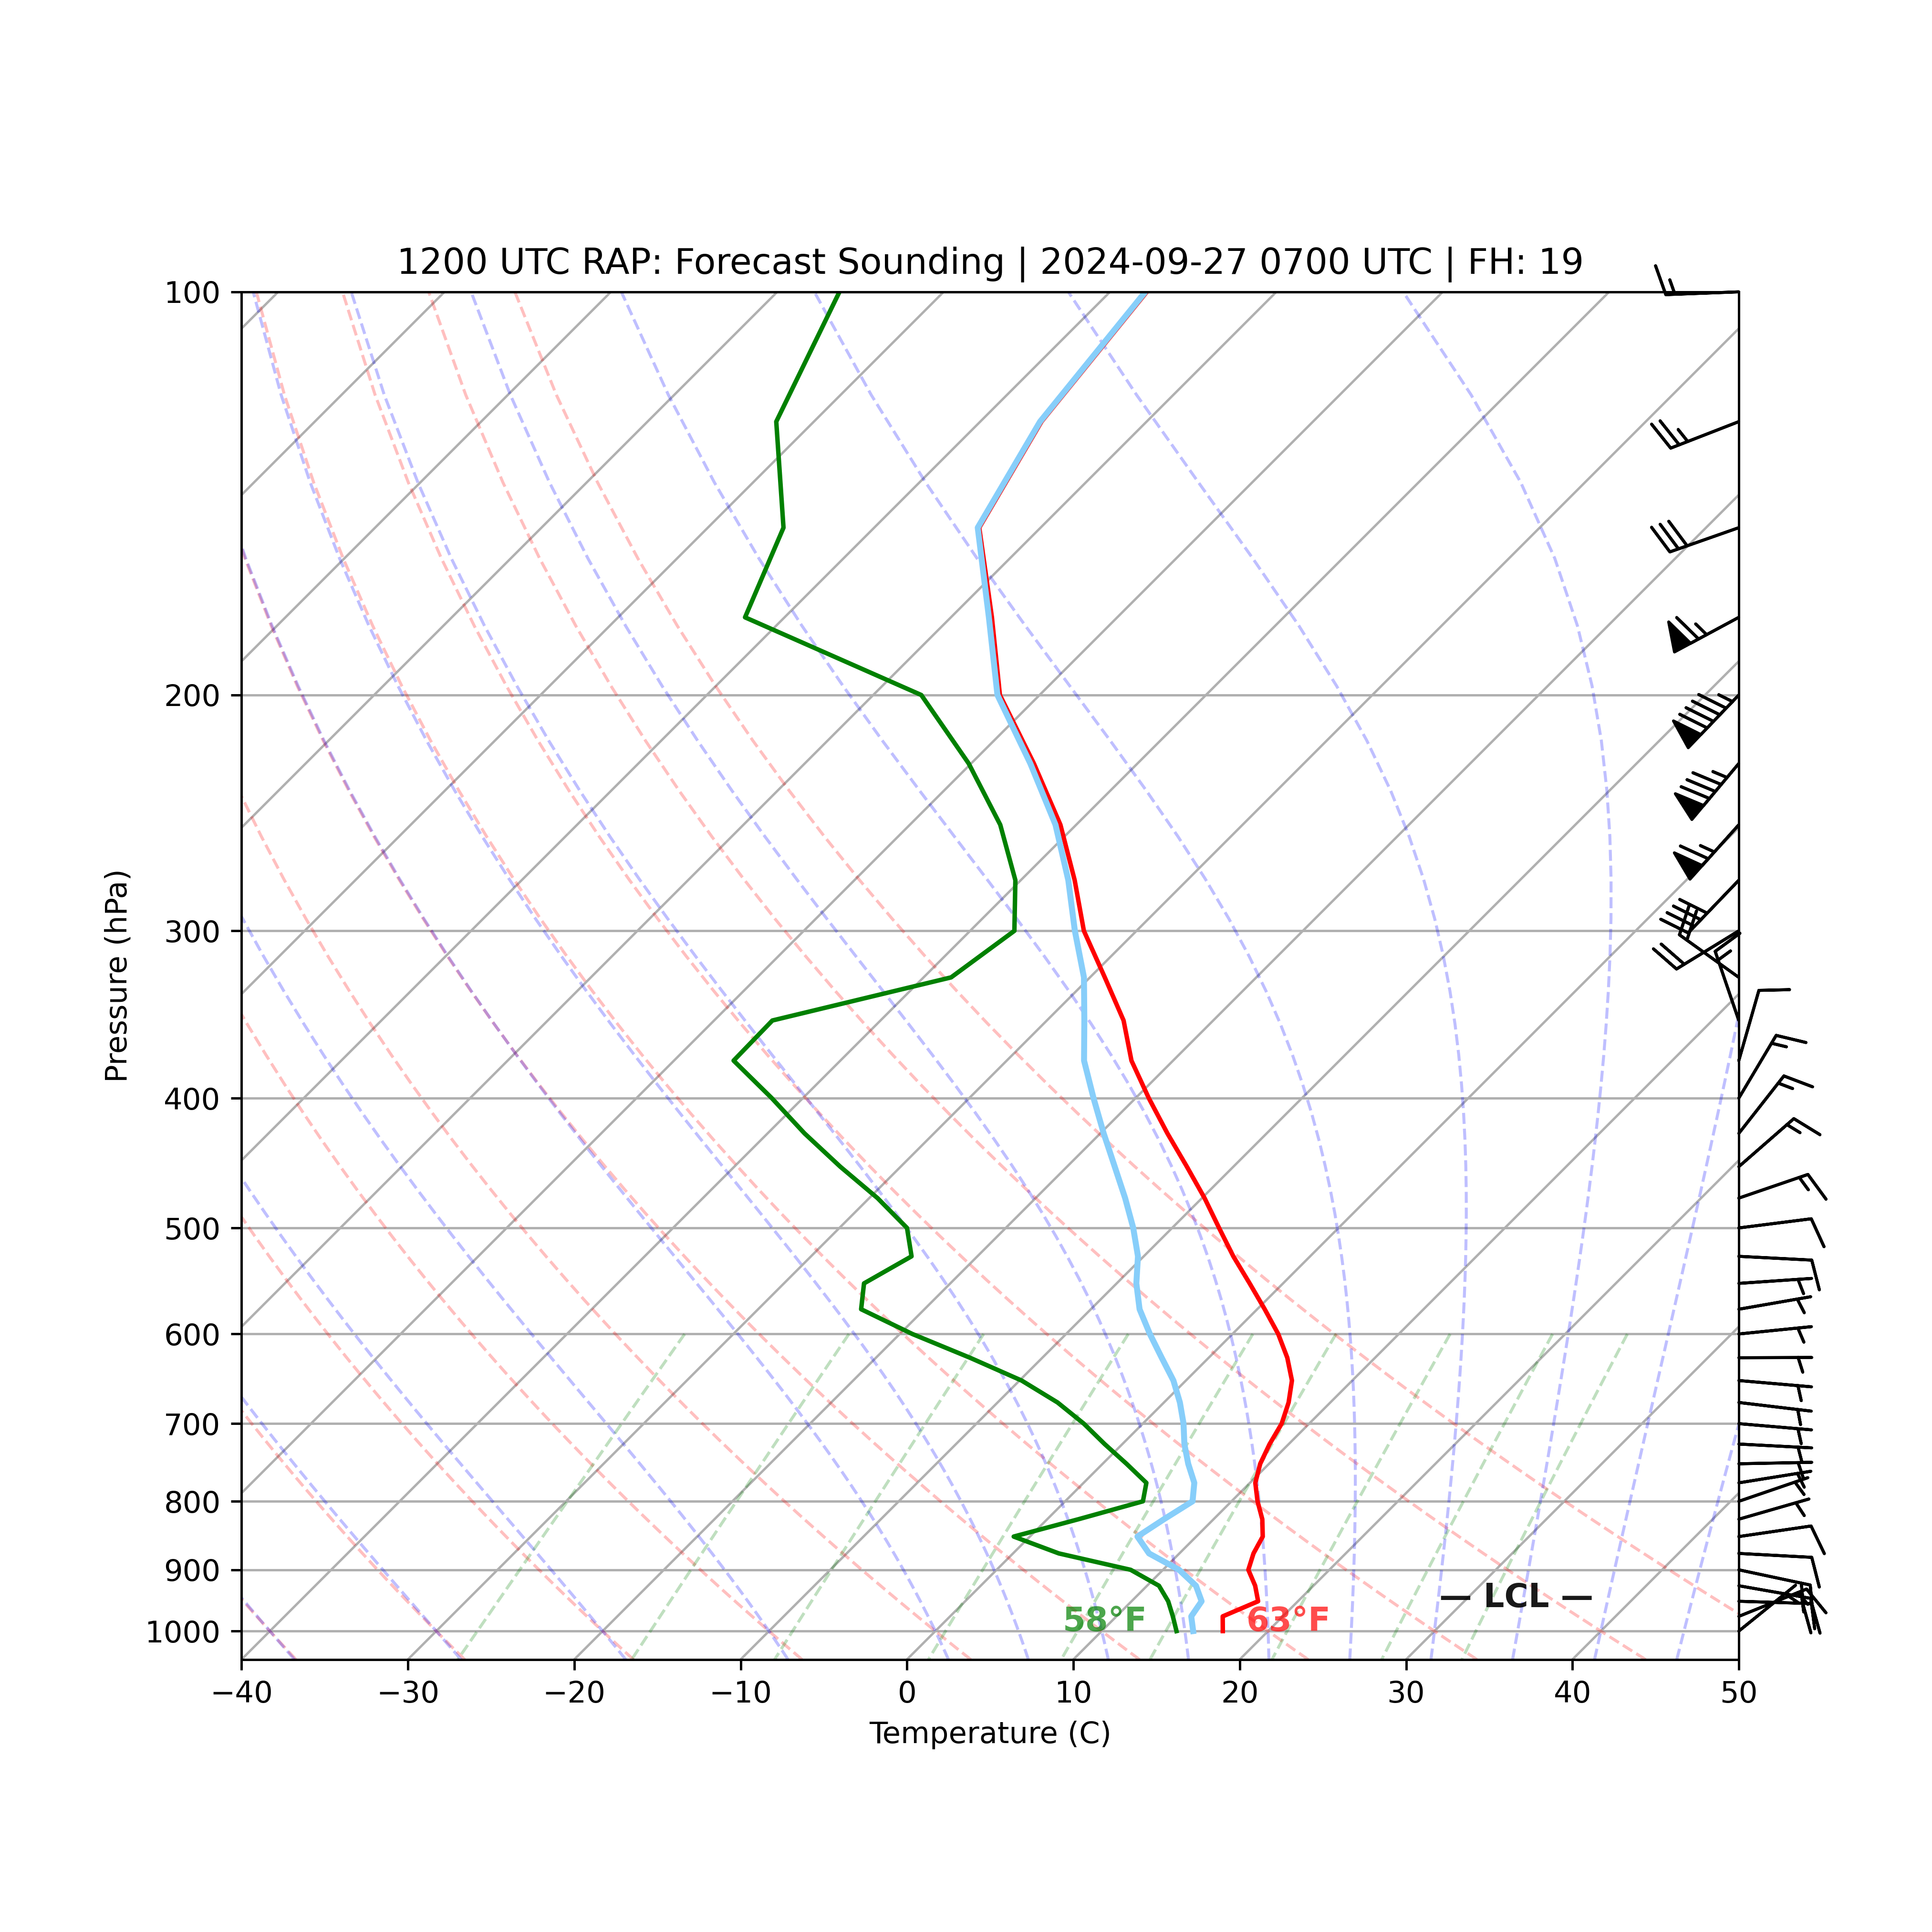 1200 UTC RAP: Forecast Sounding | 2024-09-27 0700 UTC | FH: 19
100
200
300
400
500
600
700
800
900
1000
Pressure (hPa)
58°F
63°F
— LCL —
−40 −30 −20 −10 0 10 20 30 40 50
Temperature (C)